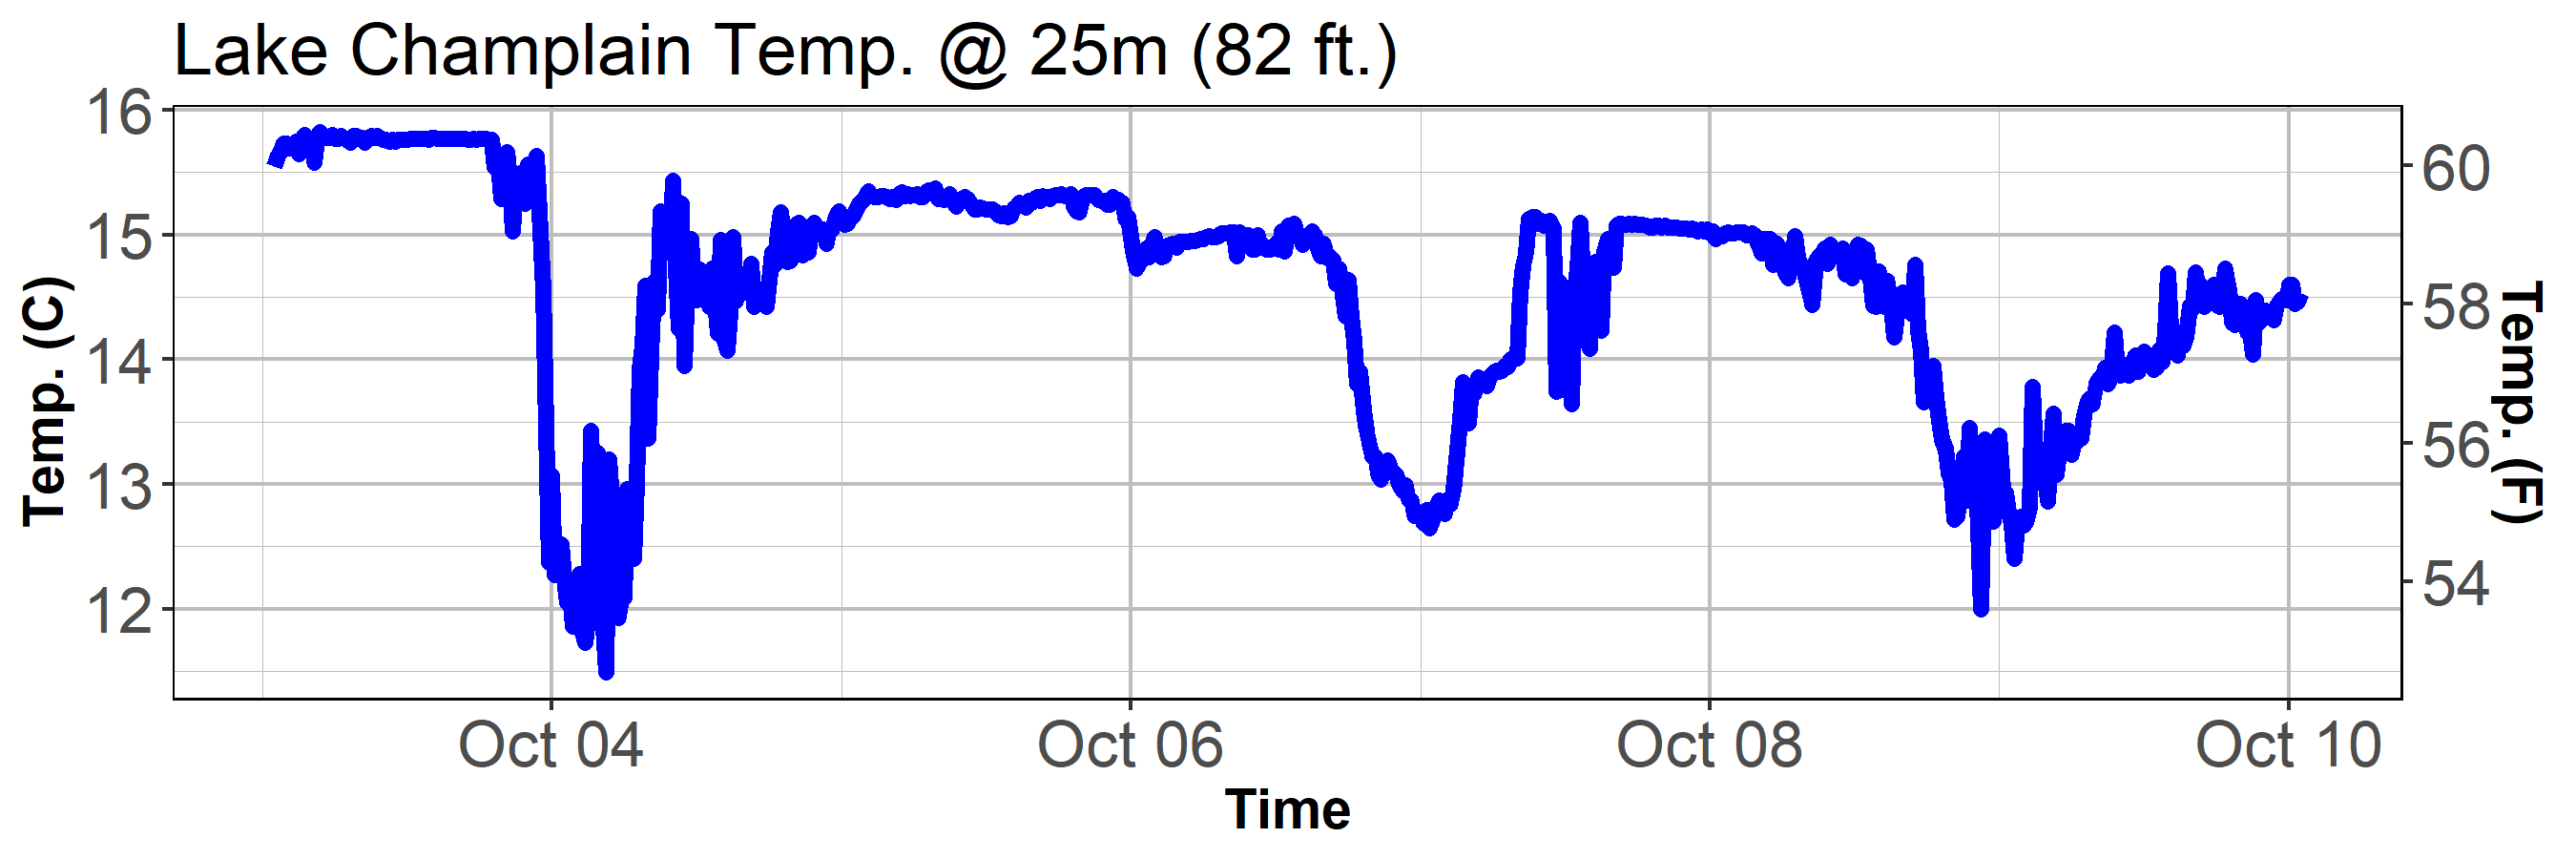 Lake Champlain Temp. @ 25m (82 ft.)
16
15
14
13
12
Temp. (C)
60
58
56
54
Temp. (F)
Oct 04
Oct 06
Oct 08
Oct 10
Time